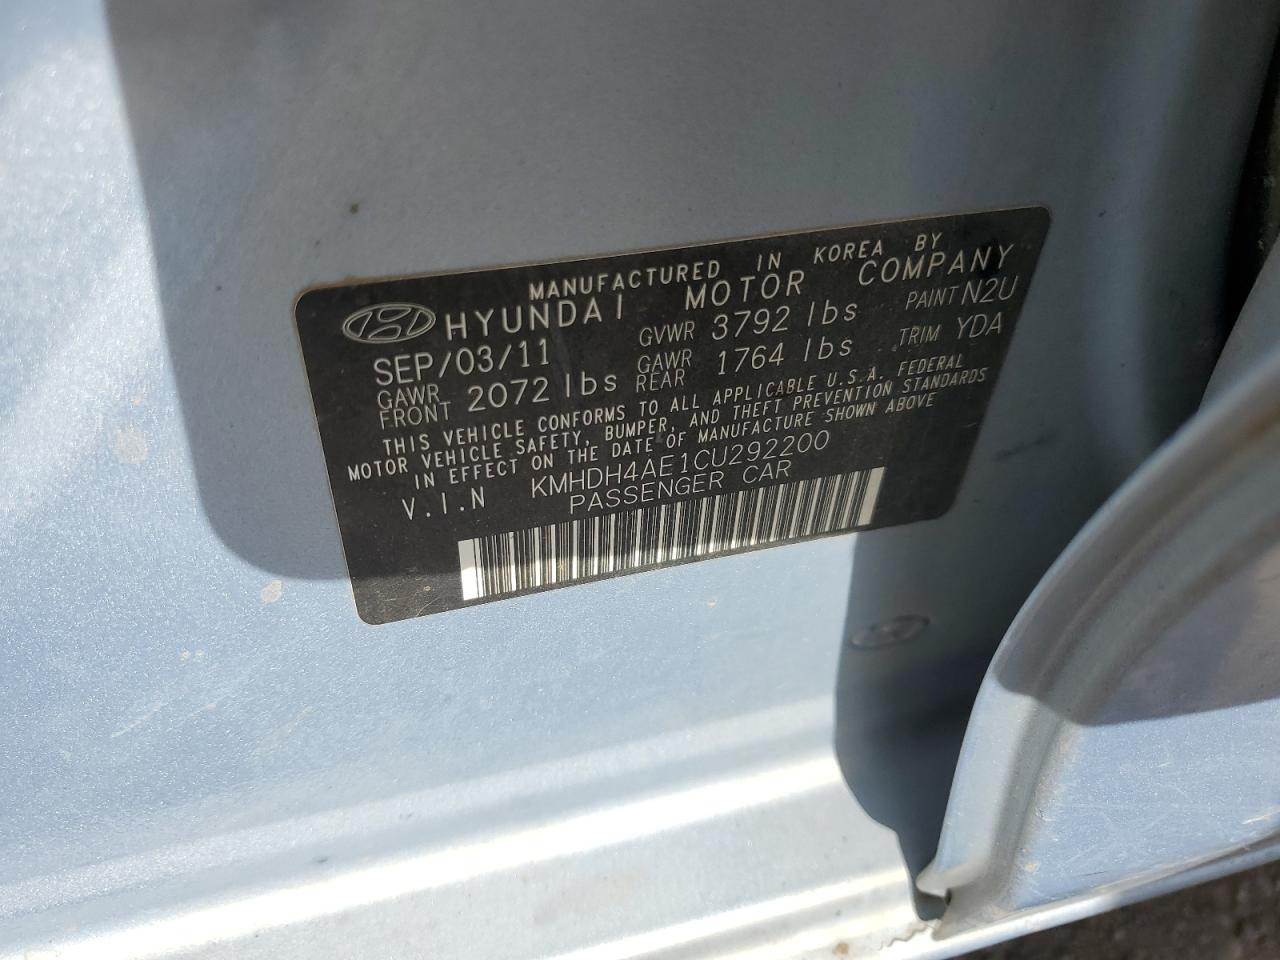 MANUFACTURED IN KOREA BY
HYUNDAI MOTOR COMPANY
SEP/03/11 GVWR 3792 lbs PAINT N2U
GAWR FRONT 2072 lbs GAWR REAR 1764 lbs TRIM YDA
THIS VEHICLE CONFORMS TO ALL APPLICABLE U.S.A. FEDERAL
MOTOR VEHICLE SAFETY, BUMPER, AND THEFT PREVENTION STANDARDS
IN EFFECT ON THE DATE OF MANUFACTURE SHOWN ABOVE
V.I.N KMHDH4AE1CU292200
PASSENGER CAR